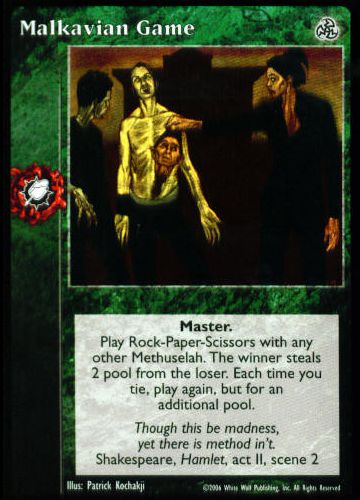 Malkavian Game
Master.
Play Rock-Paper-Scissors with any
other Methuselah. The winner steals
2 pool from the loser. Each time you
tie, play again, but for an
additional pool.
Though this be madness,
yet there is method in't.
Shakespeare, Hamlet, act II, scene 2
Illus: Patrick Kochakji
©2006 White Wolf Publishing, Inc. All Rights Reserved